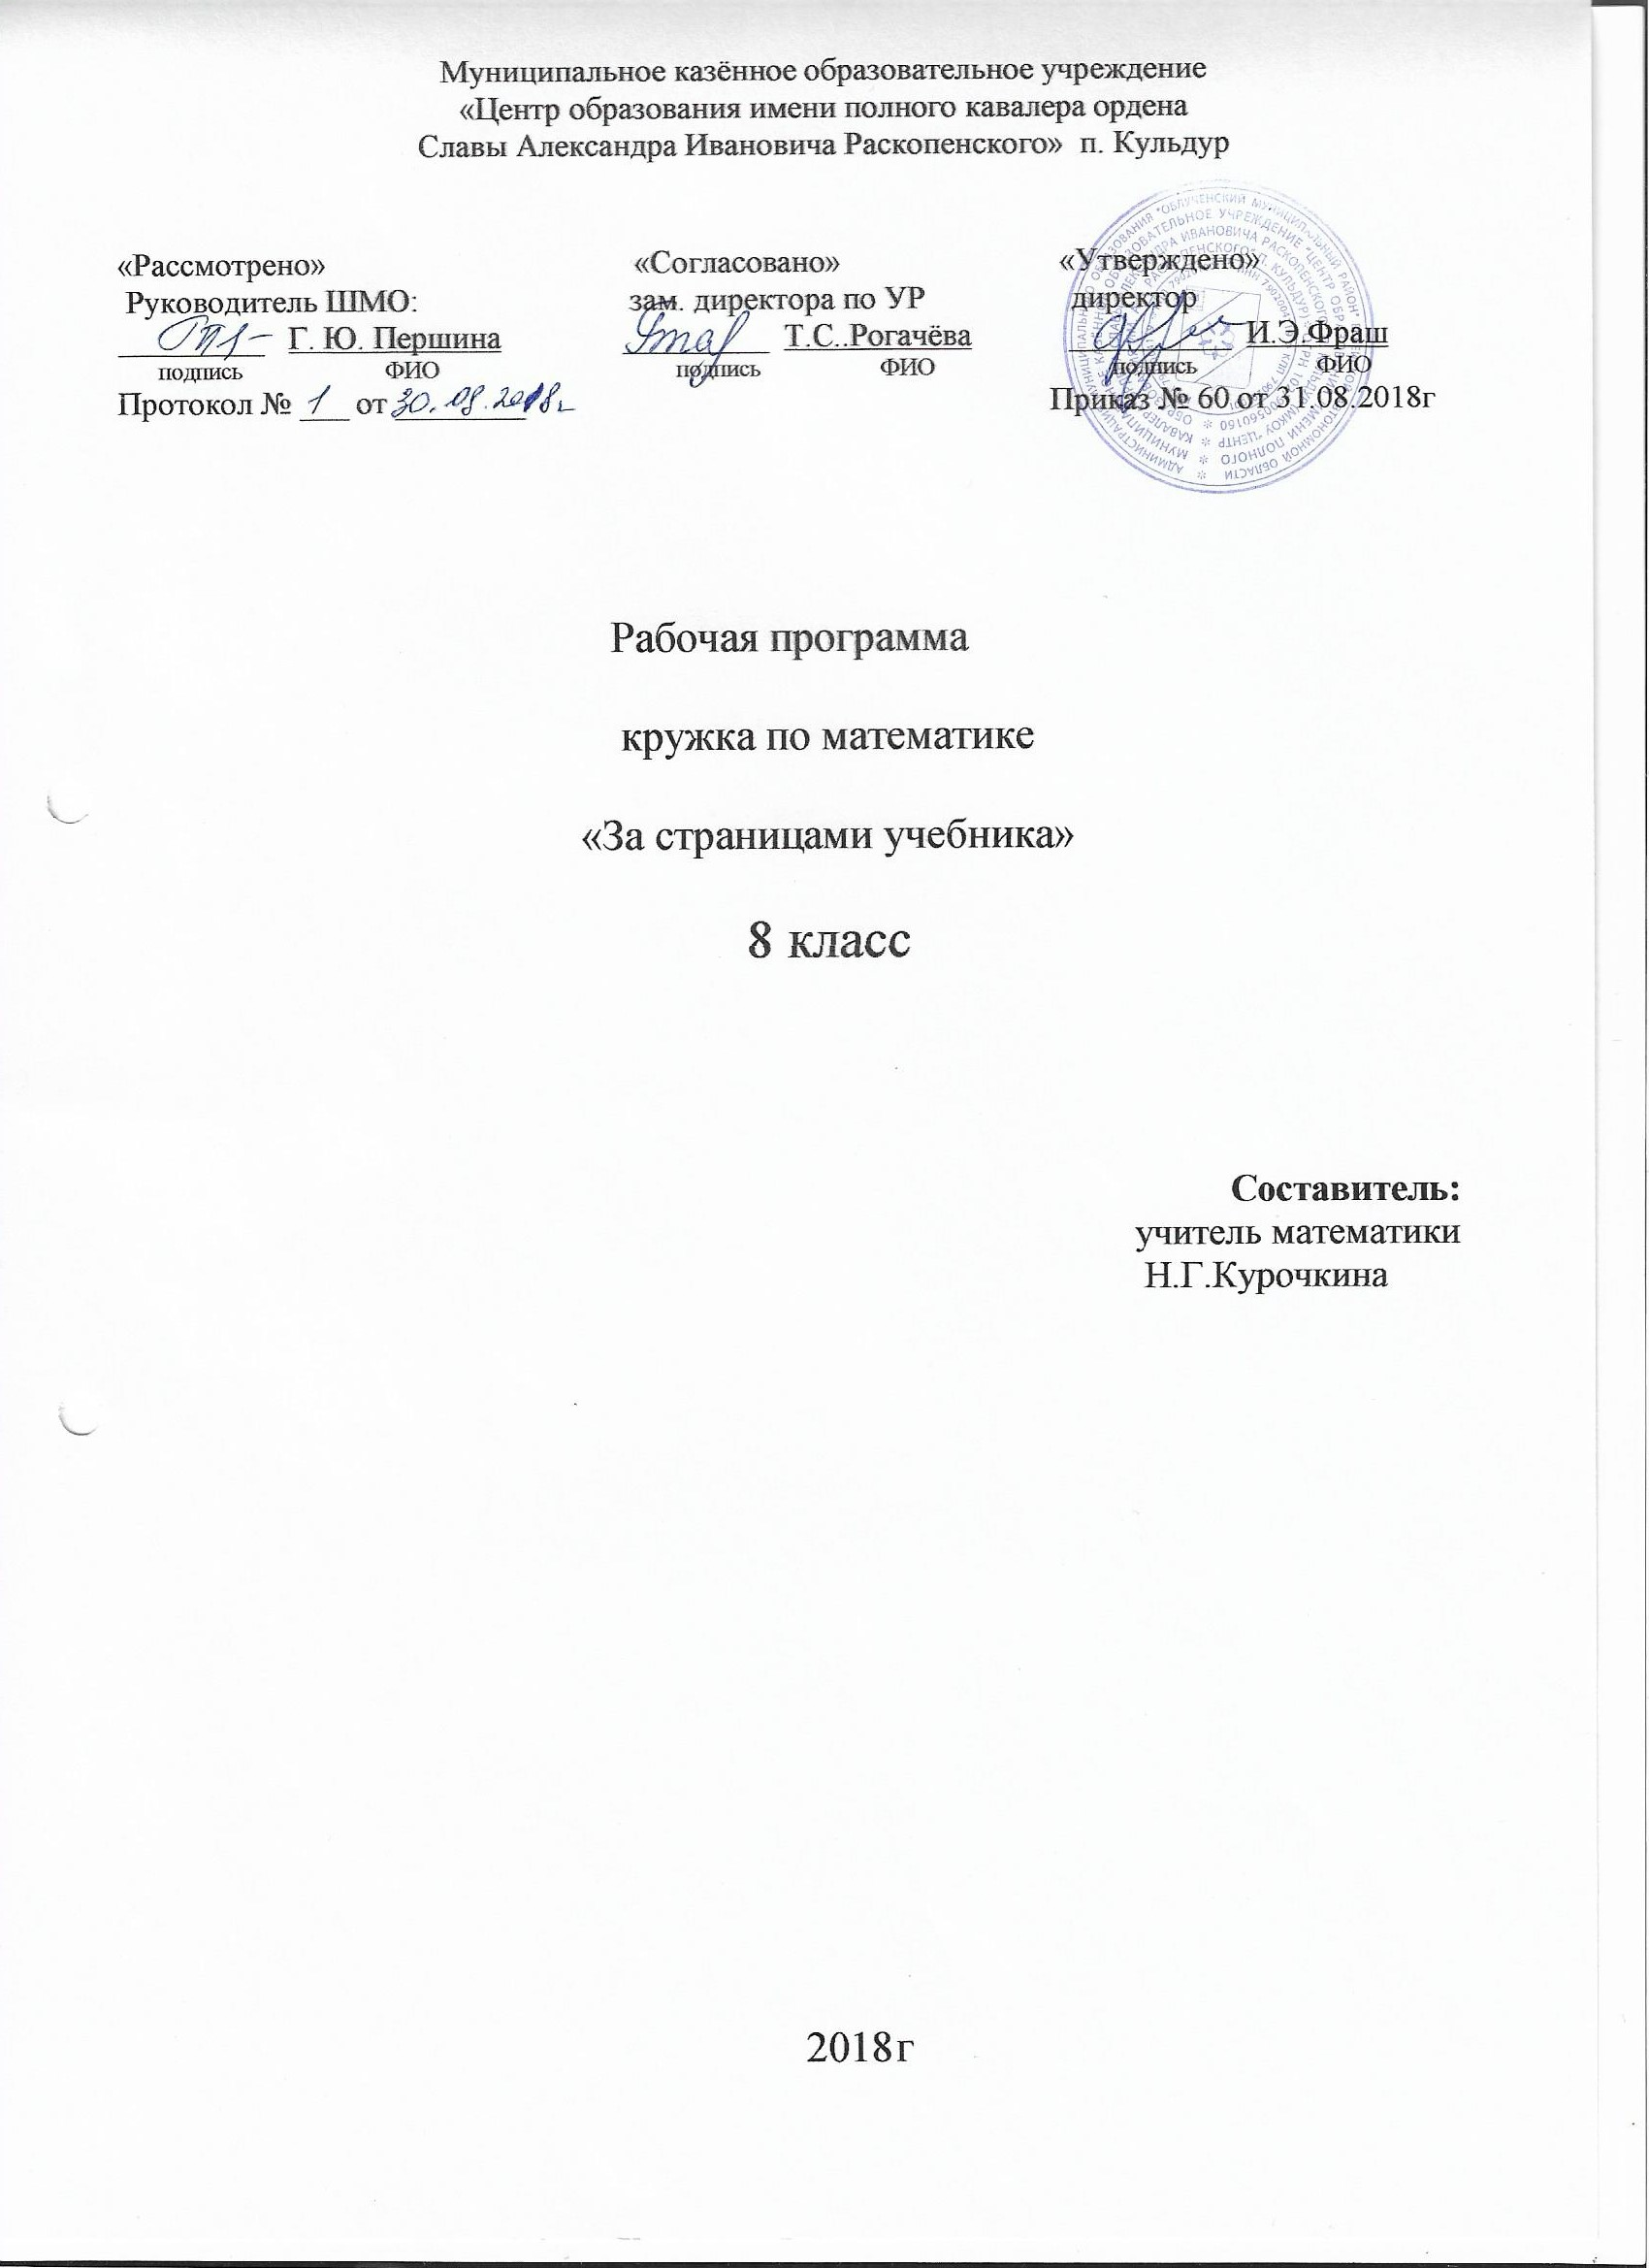 Муниципальное казённое образовательное учреждение
«Центр образования имени полного кавалера ордена
Славы Александра Ивановича Раскопенского» п. Кульдур
«Рассмотрено»
Руководитель ШМО:
Г. Ю. Першина
подпись ФИО
Протокол № 1 от 30.08.2018г
«Согласовано»
зам. директора по УР
Т.С..Рогачёва
подпись ФИО
«Утверждено»
директор
И.Э.Фраш
подпись ФИО
Приказ № 60 от 31.08.2018г
Рабочая программа
кружка по математике
«За страницами учебника»
8 класс
Составитель:
учитель математики
Н.Г.Курочкина
2018г